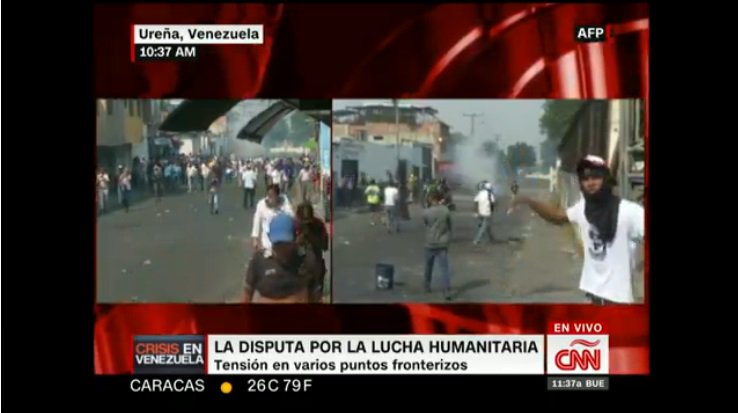 Ureña, Venezuela
10:37 AM
AFP
CRISIS EN
VENEZUELA
LA DISPUTA POR LA LUCHA HUMANITARIA
Tensión en varios puntos fronterizos
EN VIVO
CNN
11:37a BUE
CARACAS 26C 79F